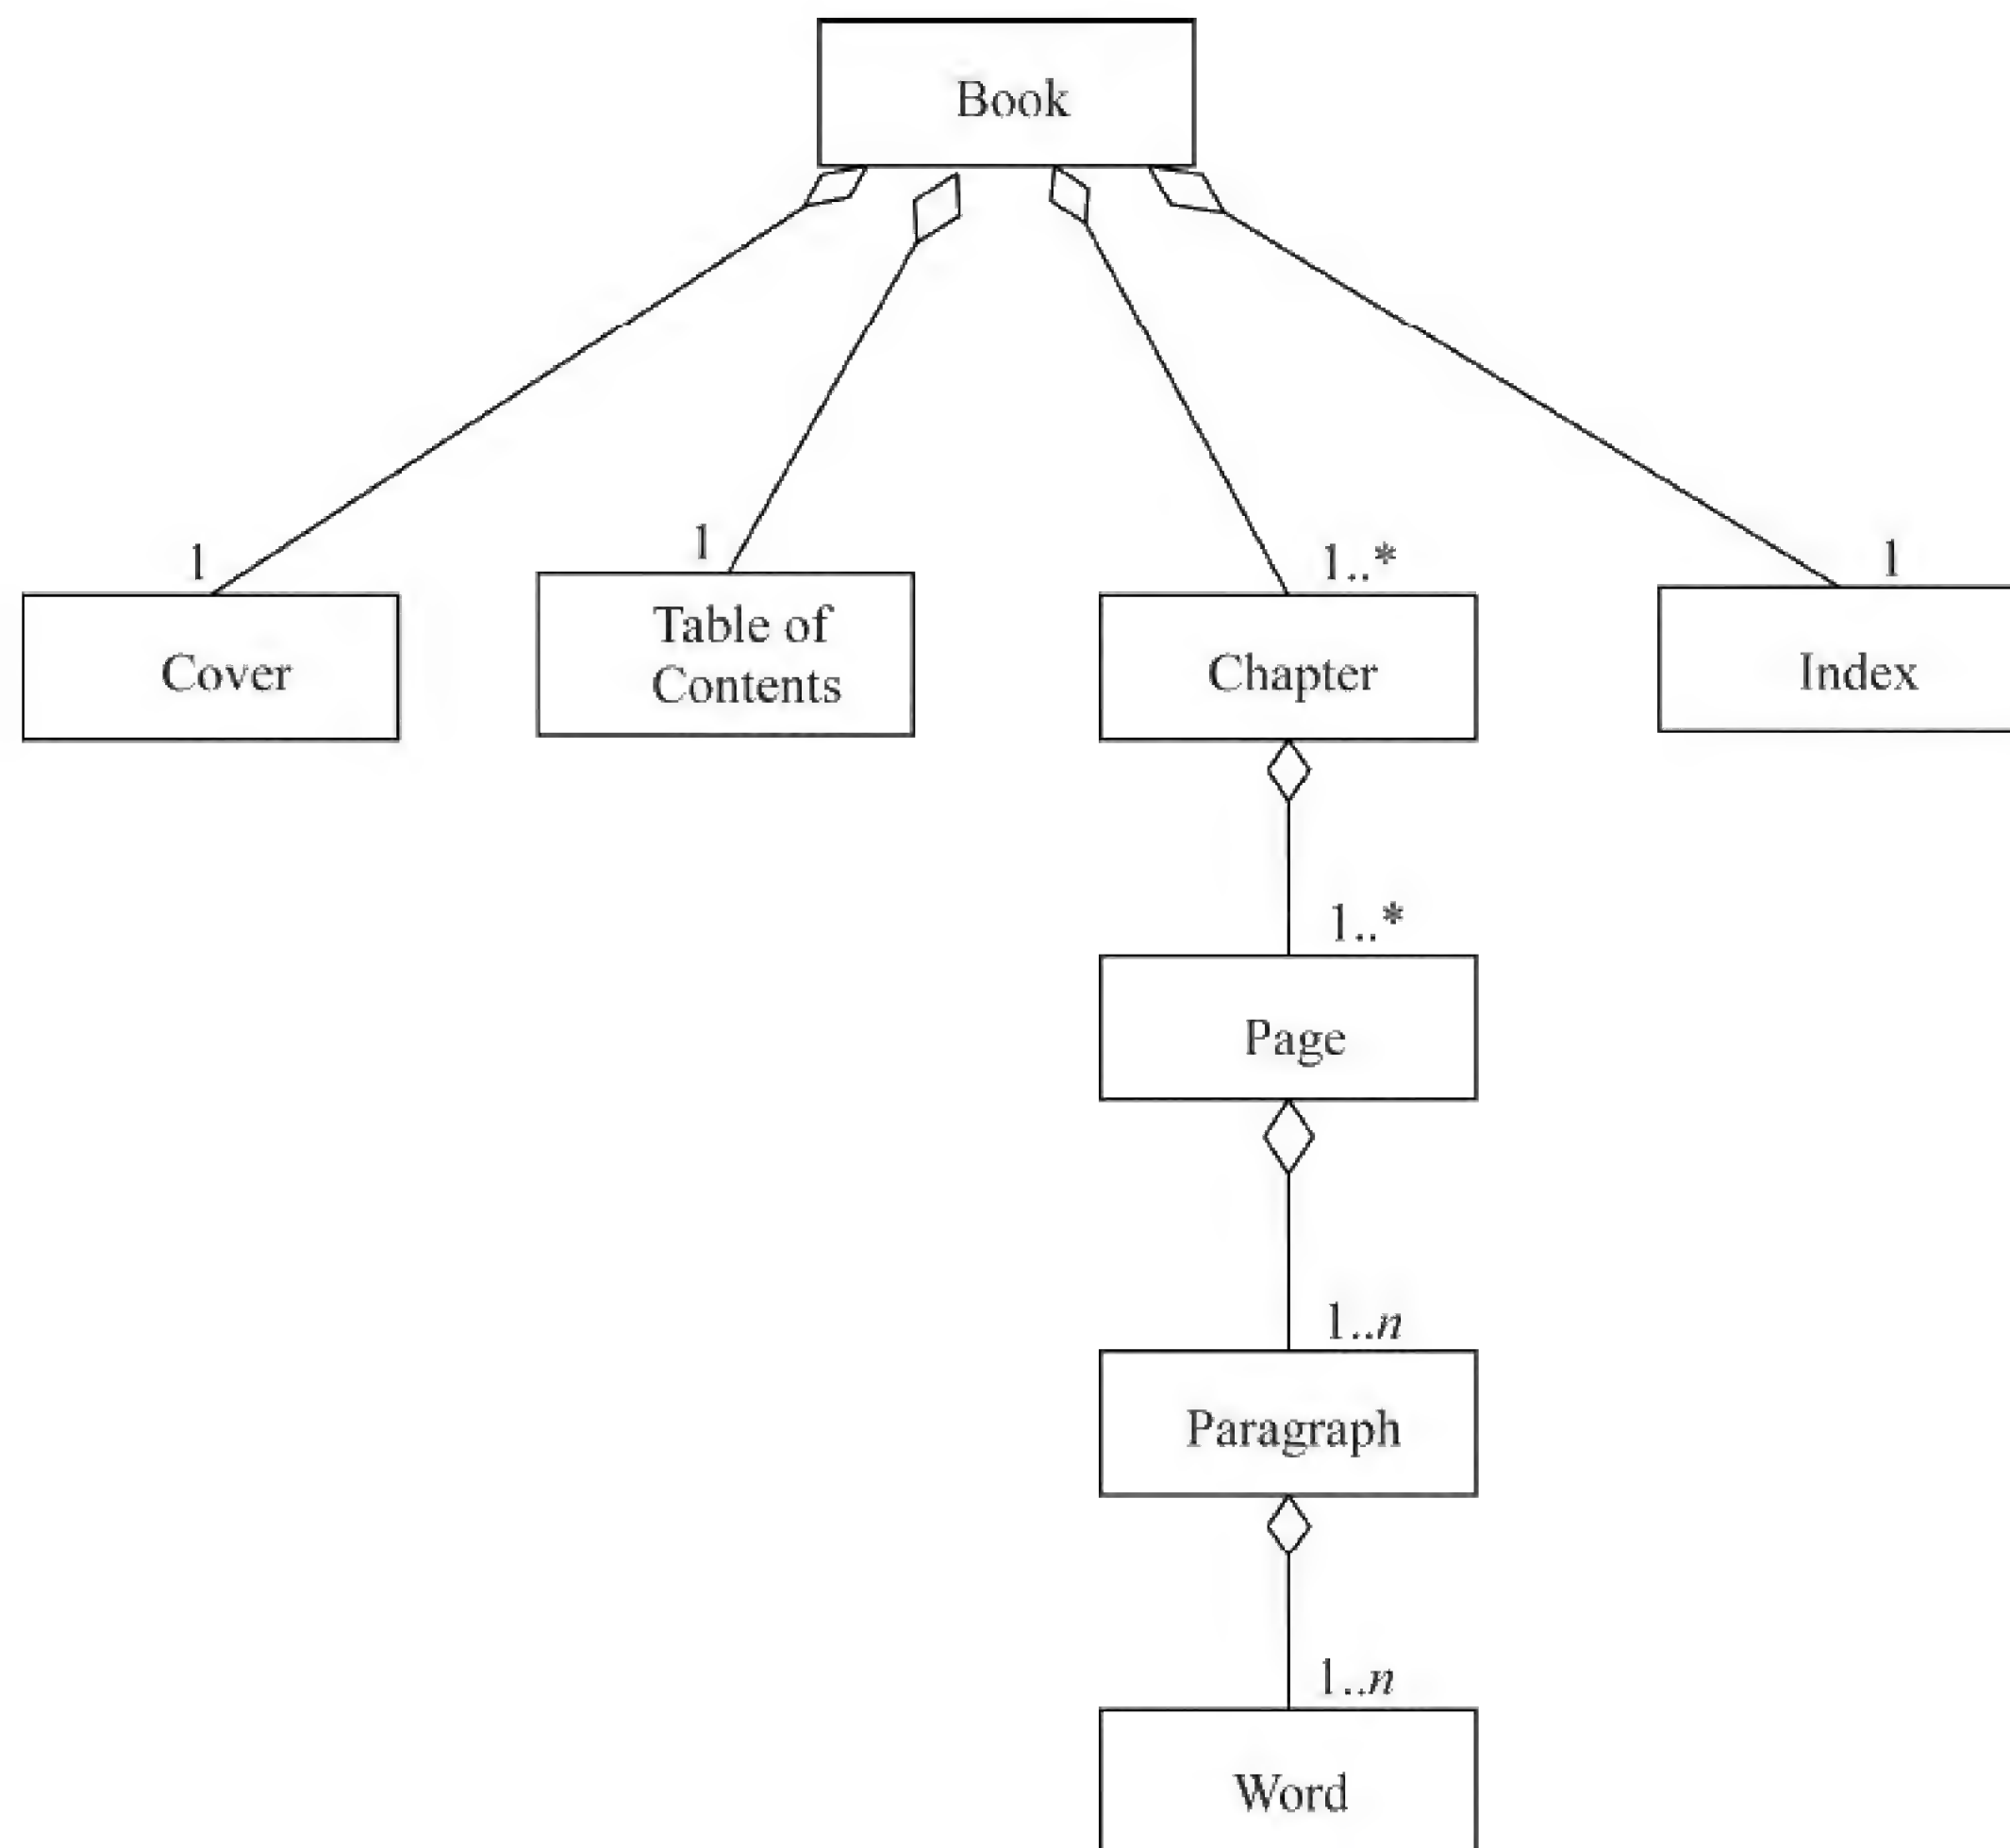 Book
1
1
1..*
1
Cover
Table of
Contents
Chapter
Index
1..*
Page
1..n
Paragraph
1..n
Word